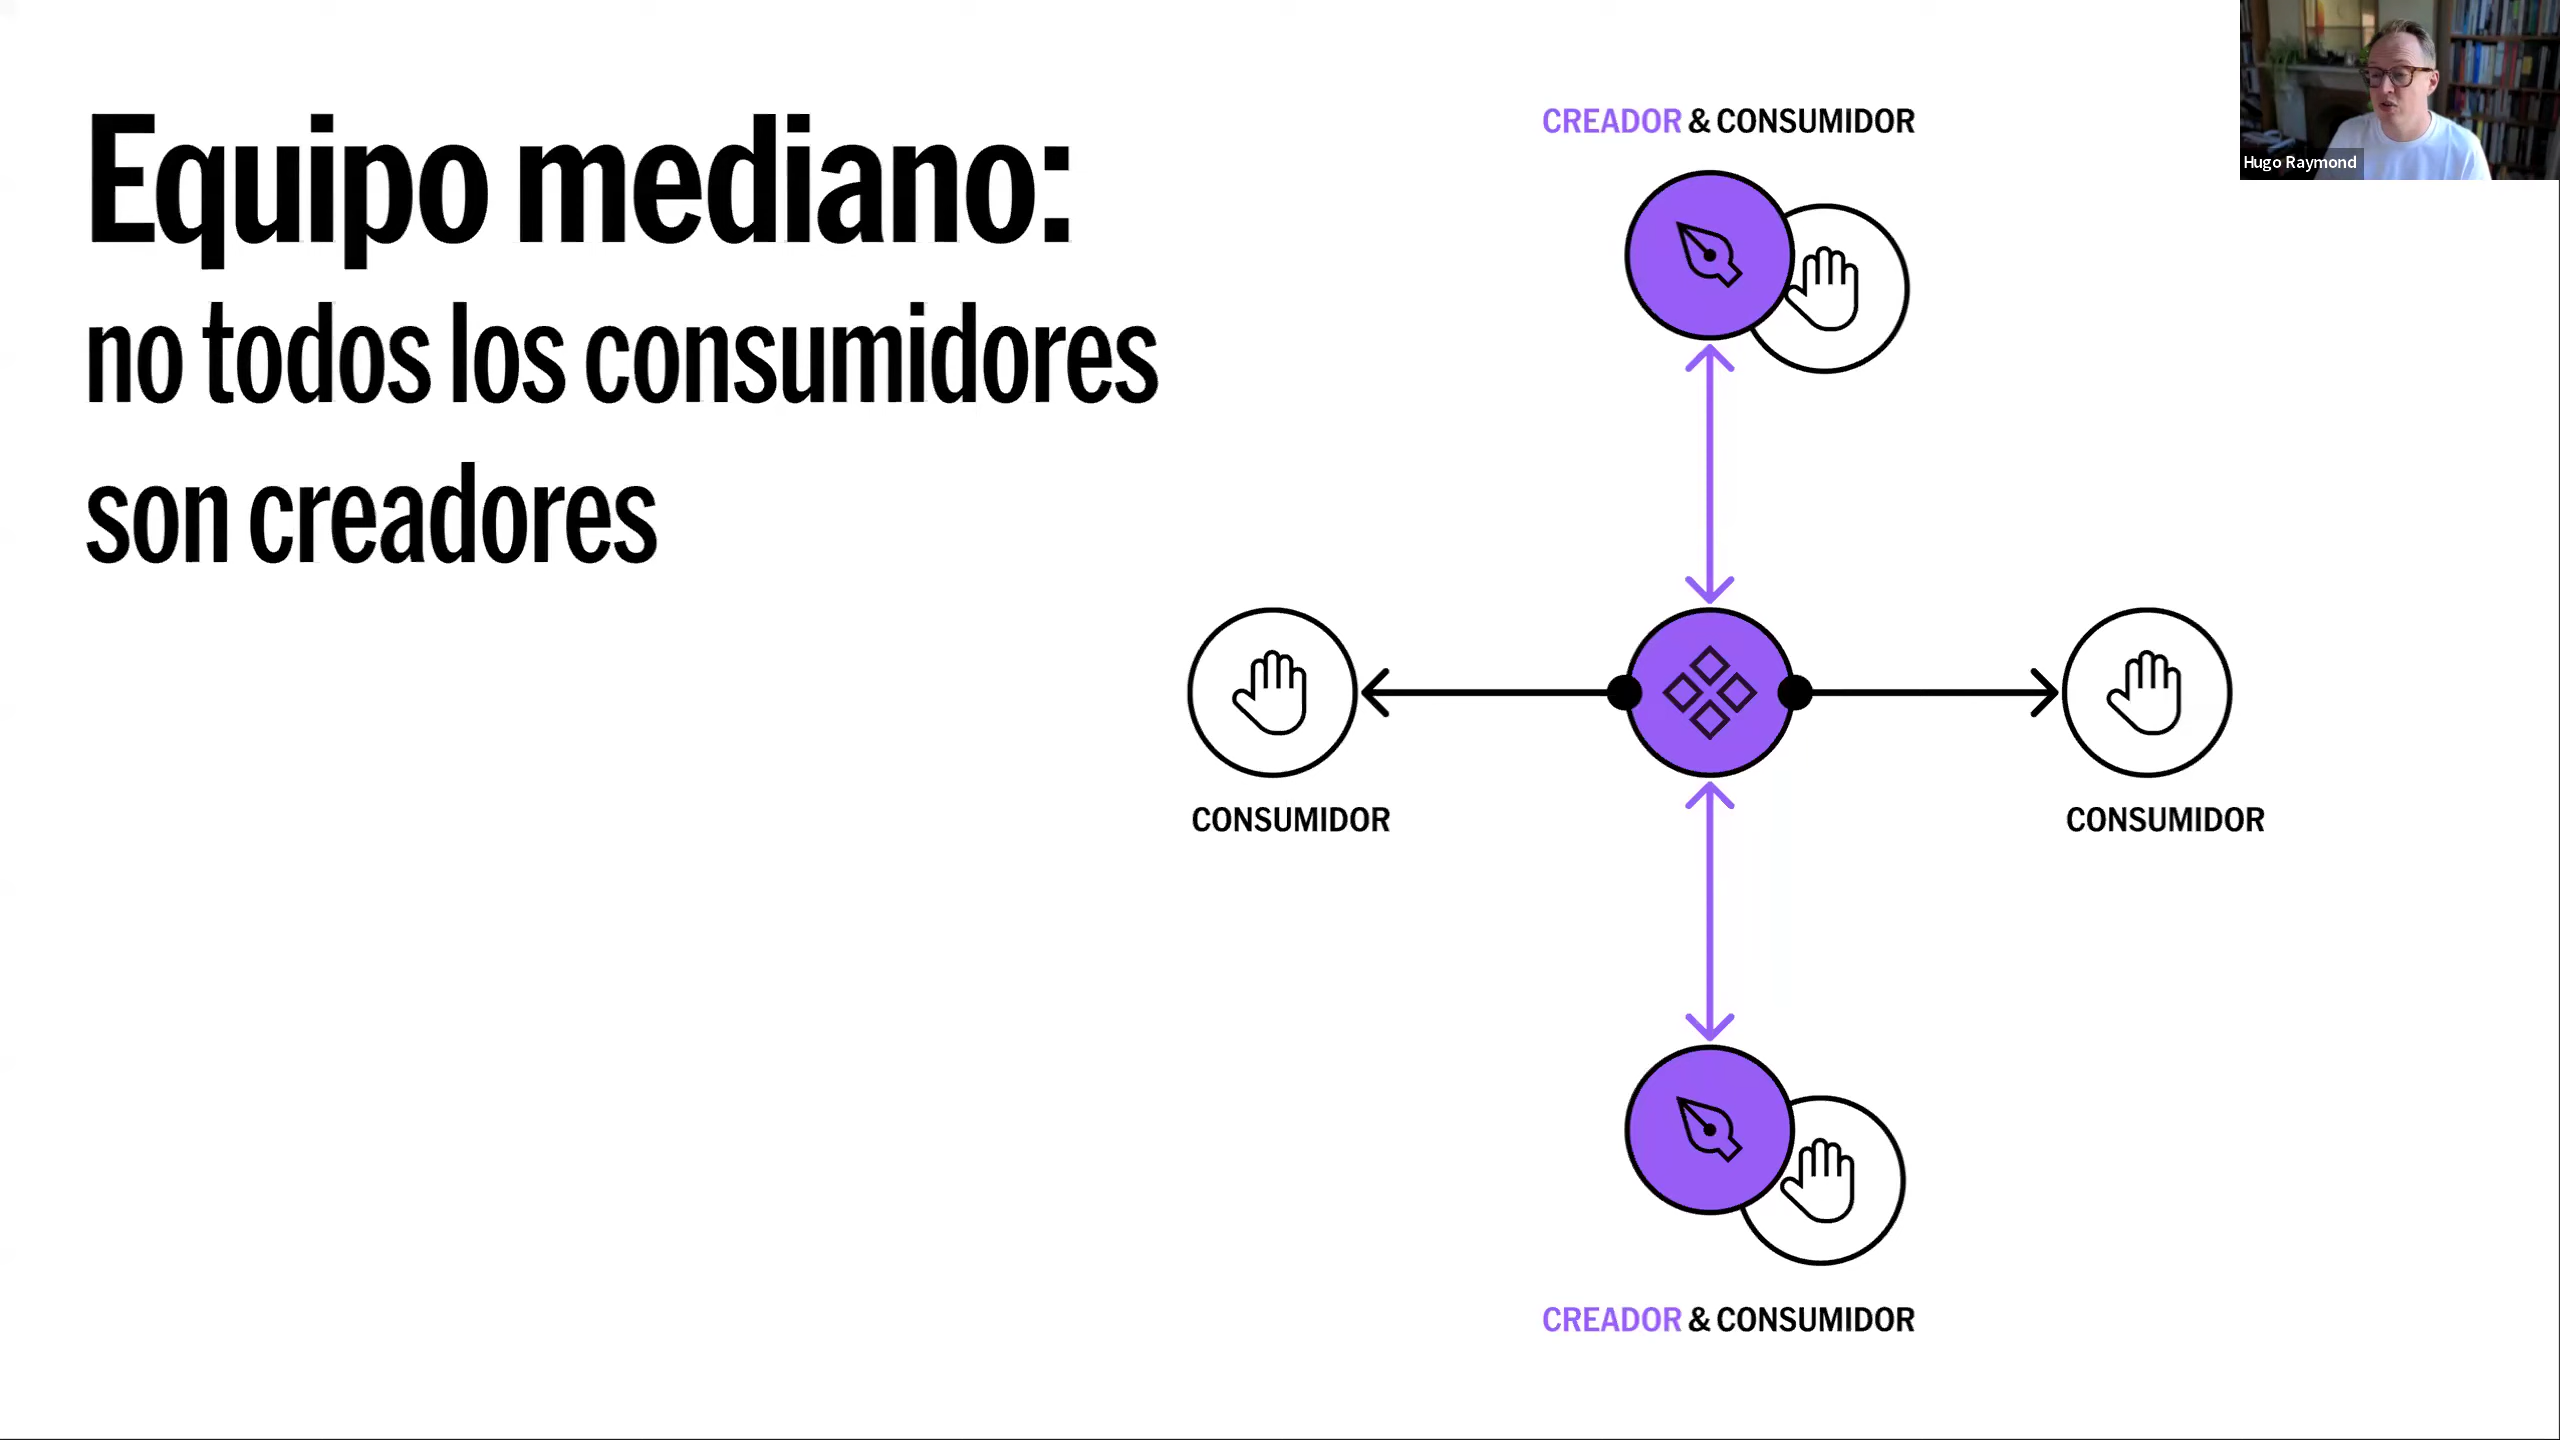 Equipo mediano:
no todos los consumidores
son creadores
CREADOR & CONSUMIDOR
Hugo Raymond
CONSUMIDOR
CONSUMIDOR
CREADOR & CONSUMIDOR